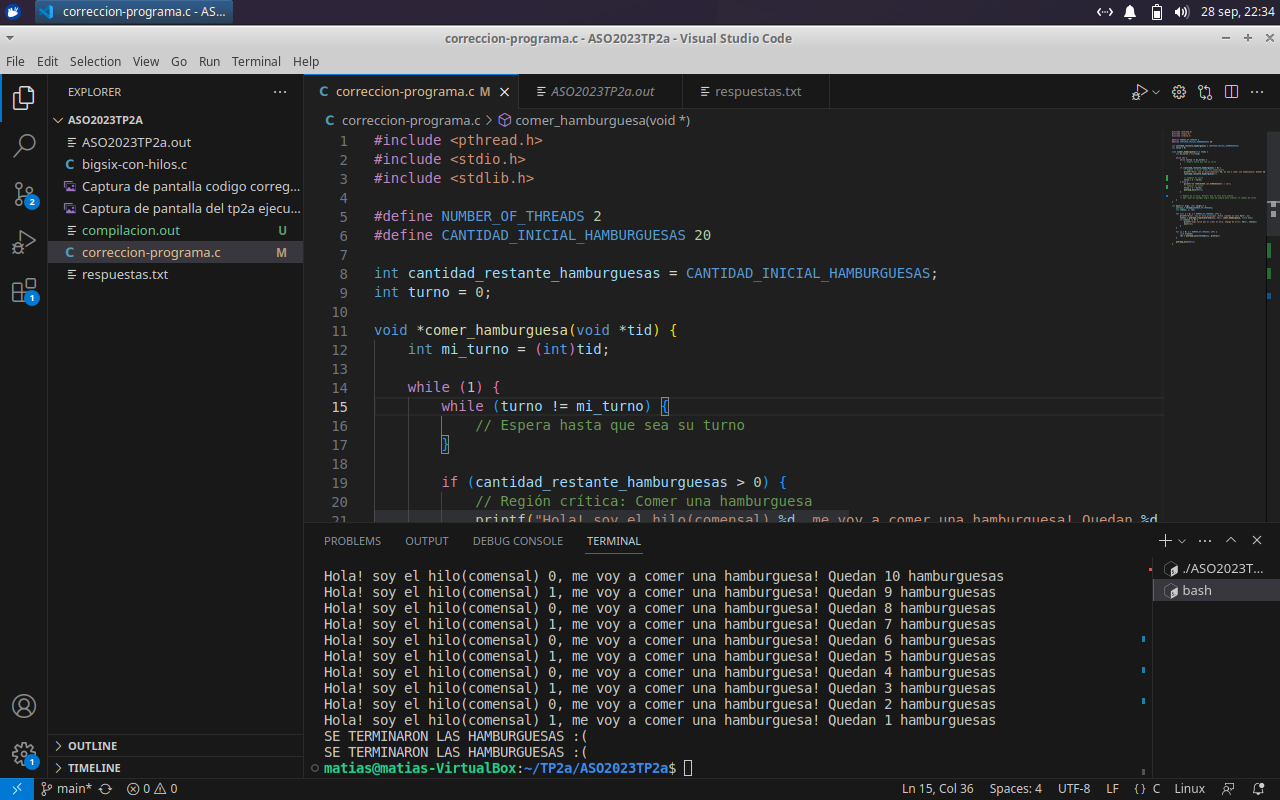 correccion-programa.c - AS...
28 sep, 22:34
correccion-programa.c - ASO2023TP2a - Visual Studio Code
File Edit Selection View Go Run Terminal Help
EXPLORER
ASO2023TP2A
ASO2023TP2a.out
bigsix-con-hilos.c
Captura de pantalla codigo correg...
Captura de pantalla del tp2a ejecu...
compilacion.out U
correccion-programa.c M
respuestas.txt
OUTLINE
TIMELINE
2
1
1
correccion-programa.c M
ASO2023TP2a.out
respuestas.txt
correccion-programa.c > comer_hamburguesa(void *)
1 #include <pthread.h>
2 #include <stdio.h>
3 #include <stdlib.h>
4
5 #define NUMBER_OF_THREADS 2
6 #define CANTIDAD_INICIAL_HAMBURGUESAS 20
7
8 int cantidad_restante_hamburguesas = CANTIDAD_INICIAL_HAMBURGUESAS;
9 int turno = 0;
10
11 void *comer_hamburguesa(void *tid) {
12 int mi_turno = (int)tid;
13
14 while (1) {
15 while (turno != mi_turno) {
16 // Espera hasta que sea su turno
17 }
18
19 if (cantidad_restante_hamburguesas > 0) {
20 // Región crítica: Comer una hamburguesa
21 printf("Hola! soy el hilo(comensal) %d, me voy a comer una hamburguesa! Quedan %d
PROBLEMS OUTPUT DEBUG CONSOLE TERMINAL
Hola! soy el hilo(comensal) 0, me voy a comer una hamburguesa! Quedan 10 hamburguesas
Hola! soy el hilo(comensal) 1, me voy a comer una hamburguesa! Quedan 9 hamburguesas
Hola! soy el hilo(comensal) 0, me voy a comer una hamburguesa! Quedan 8 hamburguesas
Hola! soy el hilo(comensal) 1, me voy a comer una hamburguesa! Quedan 7 hamburguesas
Hola! soy el hilo(comensal) 0, me voy a comer una hamburguesa! Quedan 6 hamburguesas
Hola! soy el hilo(comensal) 1, me voy a comer una hamburguesa! Quedan 5 hamburguesas
Hola! soy el hilo(comensal) 0, me voy a comer una hamburguesa! Quedan 4 hamburguesas
Hola! soy el hilo(comensal) 1, me voy a comer una hamburguesa! Quedan 3 hamburguesas
Hola! soy el hilo(comensal) 0, me voy a comer una hamburguesa! Quedan 2 hamburguesas
Hola! soy el hilo(comensal) 1, me voy a comer una hamburguesa! Quedan 1 hamburguesas
SE TERMINARON LAS HAMBURGUESAS :(
SE TERMINARON LAS HAMBURGUESAS :(
matias@matias-VirtualBox:~/TP2a/ASO2023TP2a$
./ASO2023T...
bash
main* 0 0 Ln 15, Col 36 Spaces: 4 UTF-8 LF {} C Linux